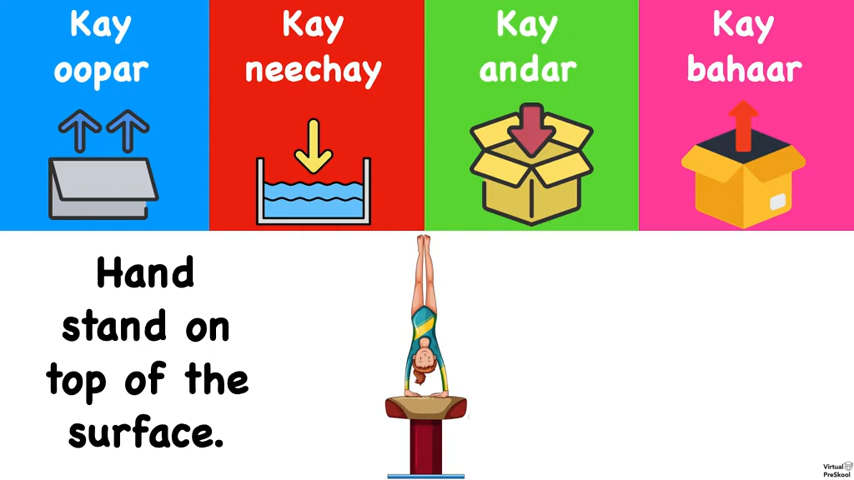 Kay
oopar
Kay
neechay
Kay
andar
Kay
bahaar
Hand
stand on
top of the
surface.
Virtual
PreSkool